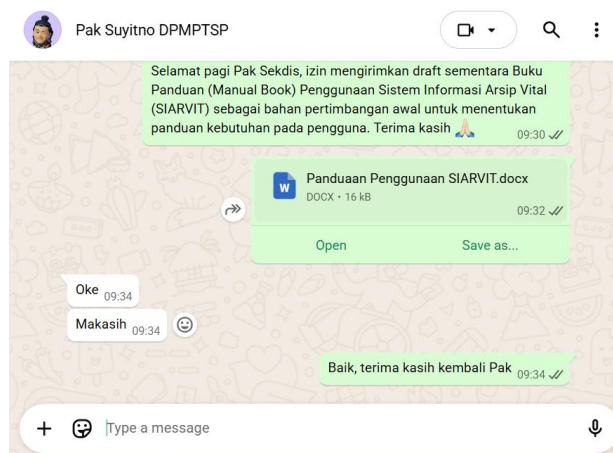 Pak Suyitno DPMPTSP
Selamat pagi Pak Sekdis, izin mengirimkan draft sementara Buku
Panduan (Manual Book) Penggunaan Sistem Informasi Arsip Vital
(SIARVIT) sebagai bahan pertimbangan awal untuk menentukan
panduan kebutuhan pada pengguna. Terima kasih 🙏🏻
09:30
Panduaan Penggunaan SIARVIT.docx
W
DOCX • 16 kB
09:32
Open Save as...
Oke 09:34
Makasih 09:34
Baik, terima kasih kembali Pak 09:34
Type a message